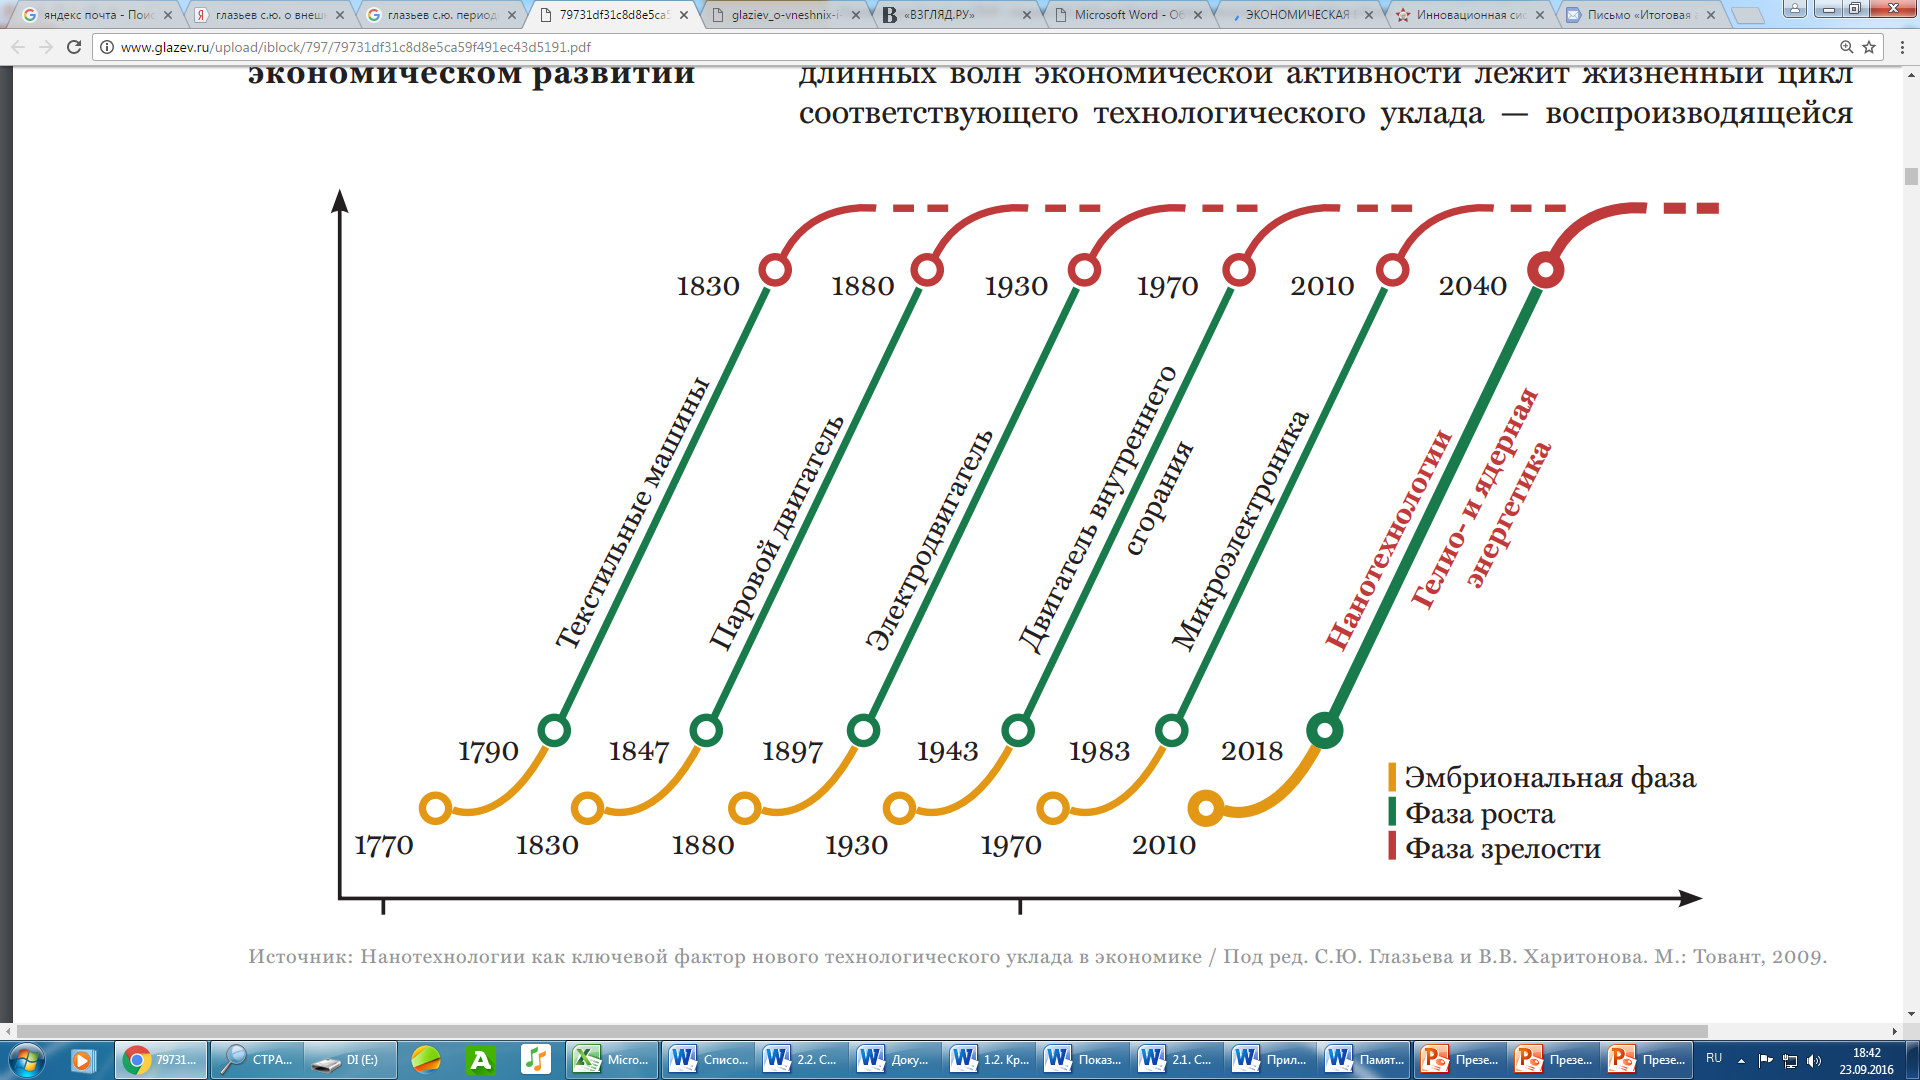 яндекс почта - Пои
глазьев с.ю. о внеш
глазьев с.ю. период
79731df31c8d8e5ca5
glaziev_o-vneshnix-i-
«ВЗГЛЯД.РУ»
Microsoft Word - Об
ЭКОНОМИЧЕСКАЯ
Инновационная си
Письмо «Итоговая
www.glazev.ru/upload/iblock/797/79731df31c8d8e5ca59f491ec43d5191.pdf
экономическом развитии
длинных волн экономической активности лежит жизненный цикл
соответствующего технологического уклада — воспроизводящейся
1830
1880
1930
1970
2010
2040
Текстильные машины
Паровой двигатель
Электродвигатель
Двигатель внутреннего
сгорания
Микроэлектроника
Нанотехнологии
Гелио- и ядерная
энергетика
1790
1847
1897
1943
1983
2018
1770
1830
1880
1930
1970
2010
Эмбриональная фаза
Фаза роста
Фаза зрелости
Источник: Нанотехнологии как ключевой фактор нового технологического уклада в экономике / Под ред. С.Ю. Глазьева и В.В. Харитонова. М.: Товант, 2009.
79731...
СТРА...
DI (E:)
Micro...
Списо...
2.2. С...
Доку...
1.2. Кр...
Показ...
2.1. С...
Прил...
Памят...
Презе...
Презе...
Презе...
RU
18:42
23.09.2016